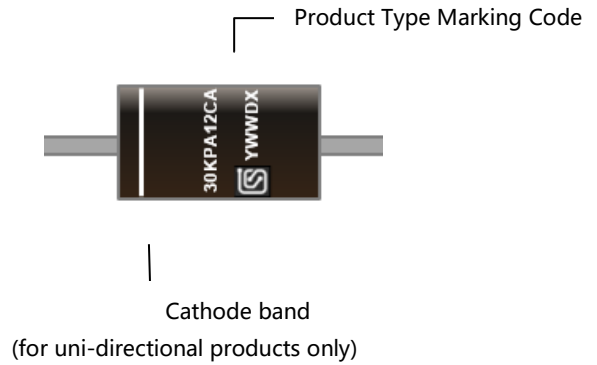 Product Type Marking Code
30KPA12CA
YWWDX
Cathode band
(for uni-directional products only)